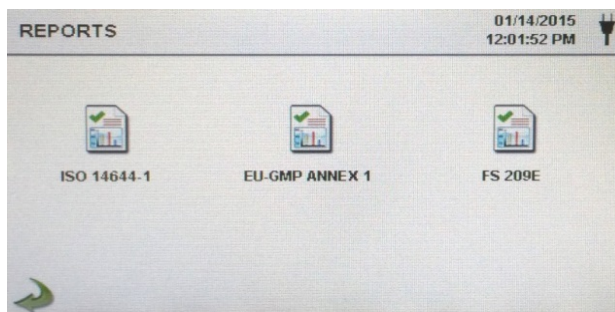 REPORTS
01/14/2015
12:01:52 PM
ISO 14644-1
EU-GMP ANNEX 1
FS 209E